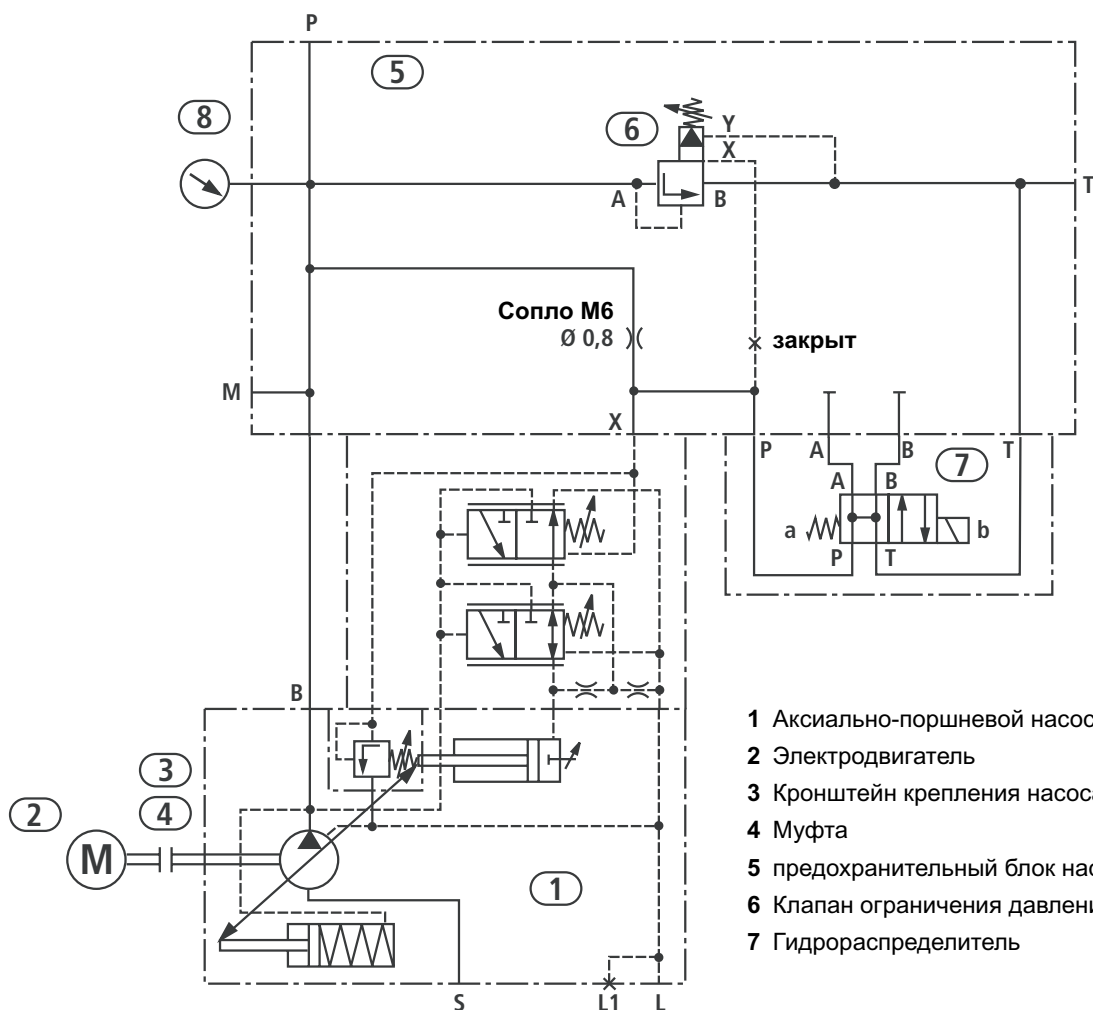 P
5
8
6
Y
X
A
B
T
Сопло М6
Ø 0,8
закрыт
M
X
P
A
B
T
7
A
B
a
b
P
T
B
3
4
2
M
1
S
L1
L
1 Аксиально-поршневой насос
2 Электродвигатель
3 Кронштейн крепления насоса
4 Муфта
5 предохранительный блок нас
6 Клапан ограничения давлени
7 Гидрораспределитель